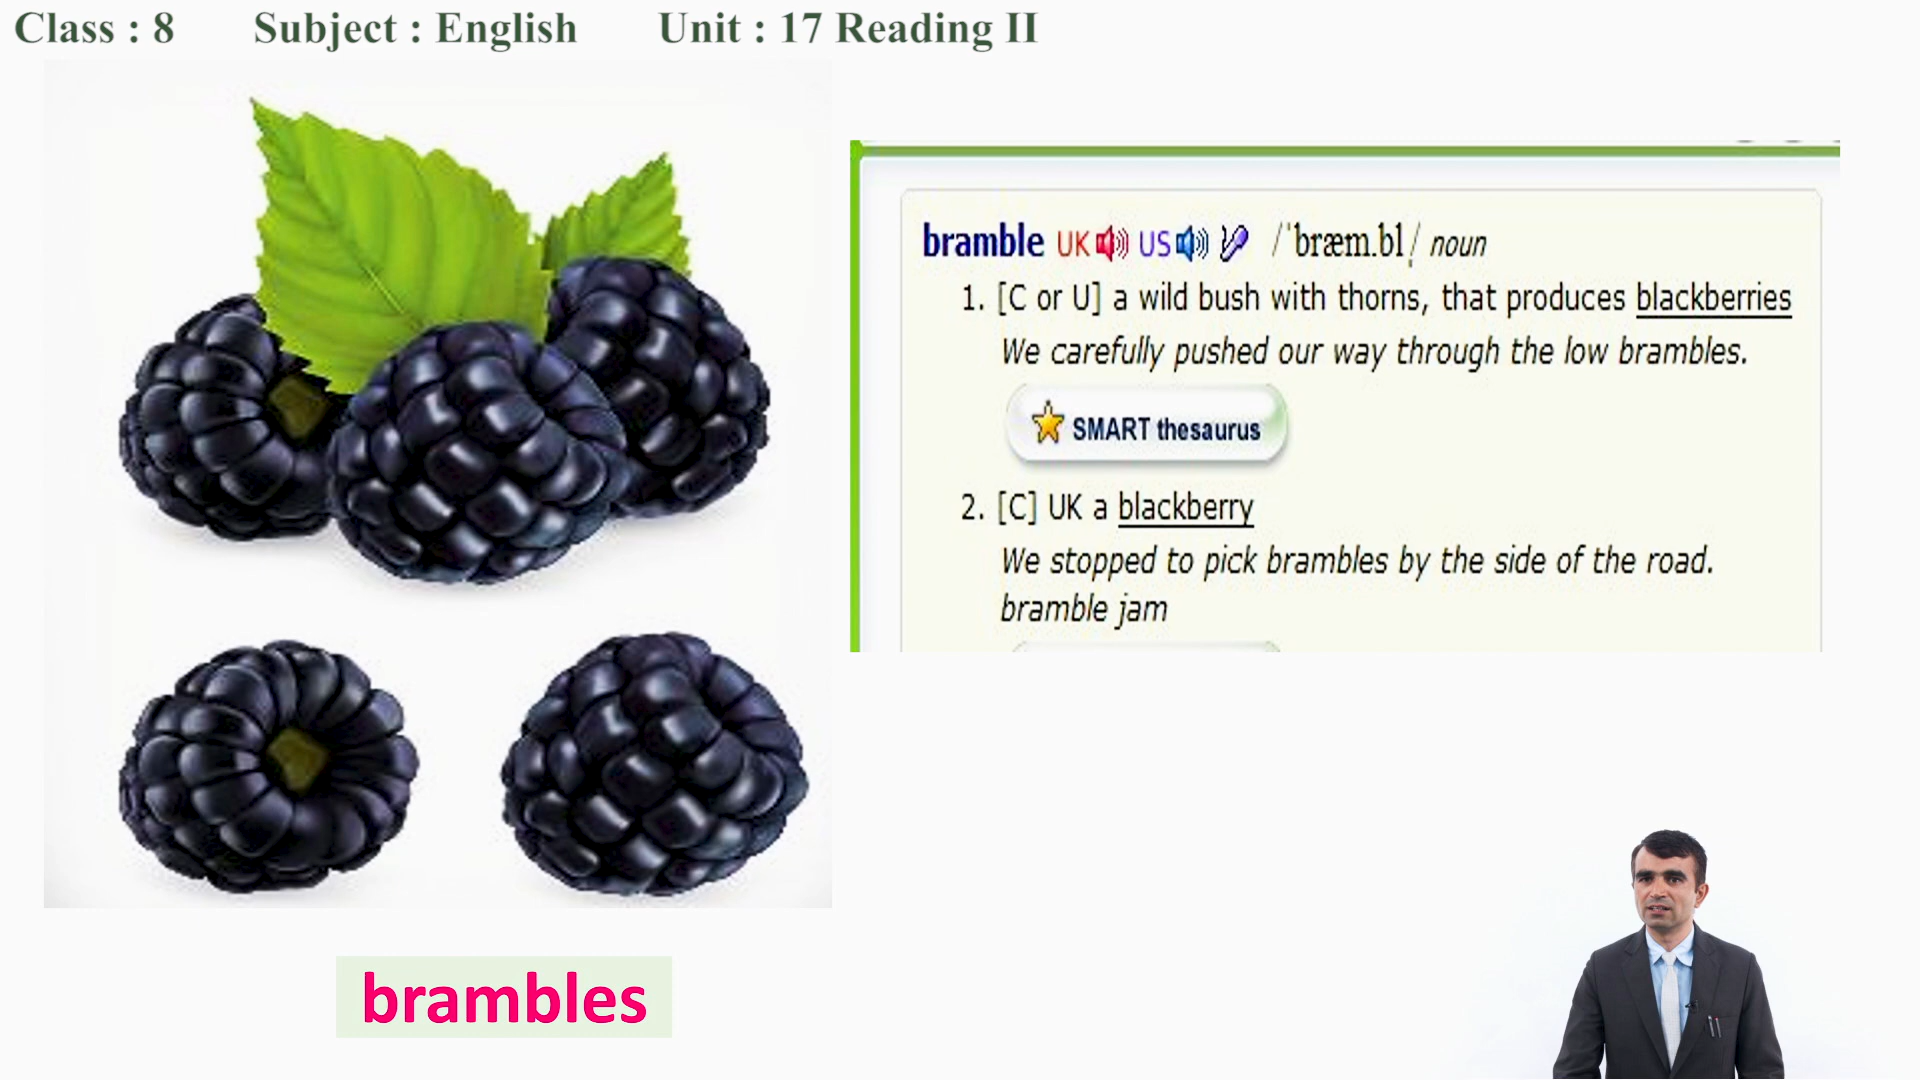 Class : 8 Subject : English Unit : 17 Reading II
bramble UK US /ˈbræm.bl̩/ noun
1. [C or U] a wild bush with thorns, that produces blackberries
We carefully pushed our way through the low brambles.
SMART thesaurus
2. [C] UK a blackberry
We stopped to pick brambles by the side of the road.
bramble jam
brambles